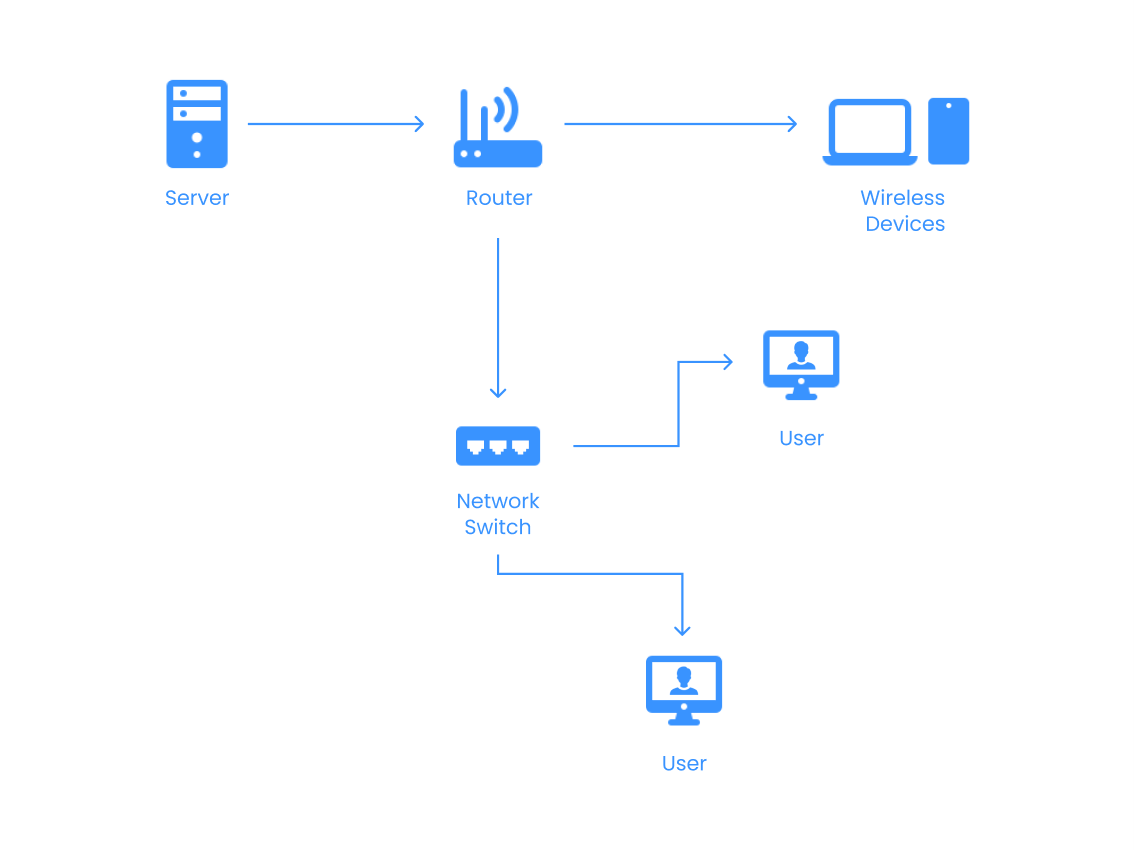 Server
Router
Wireless
Devices
User
Network
Switch
User